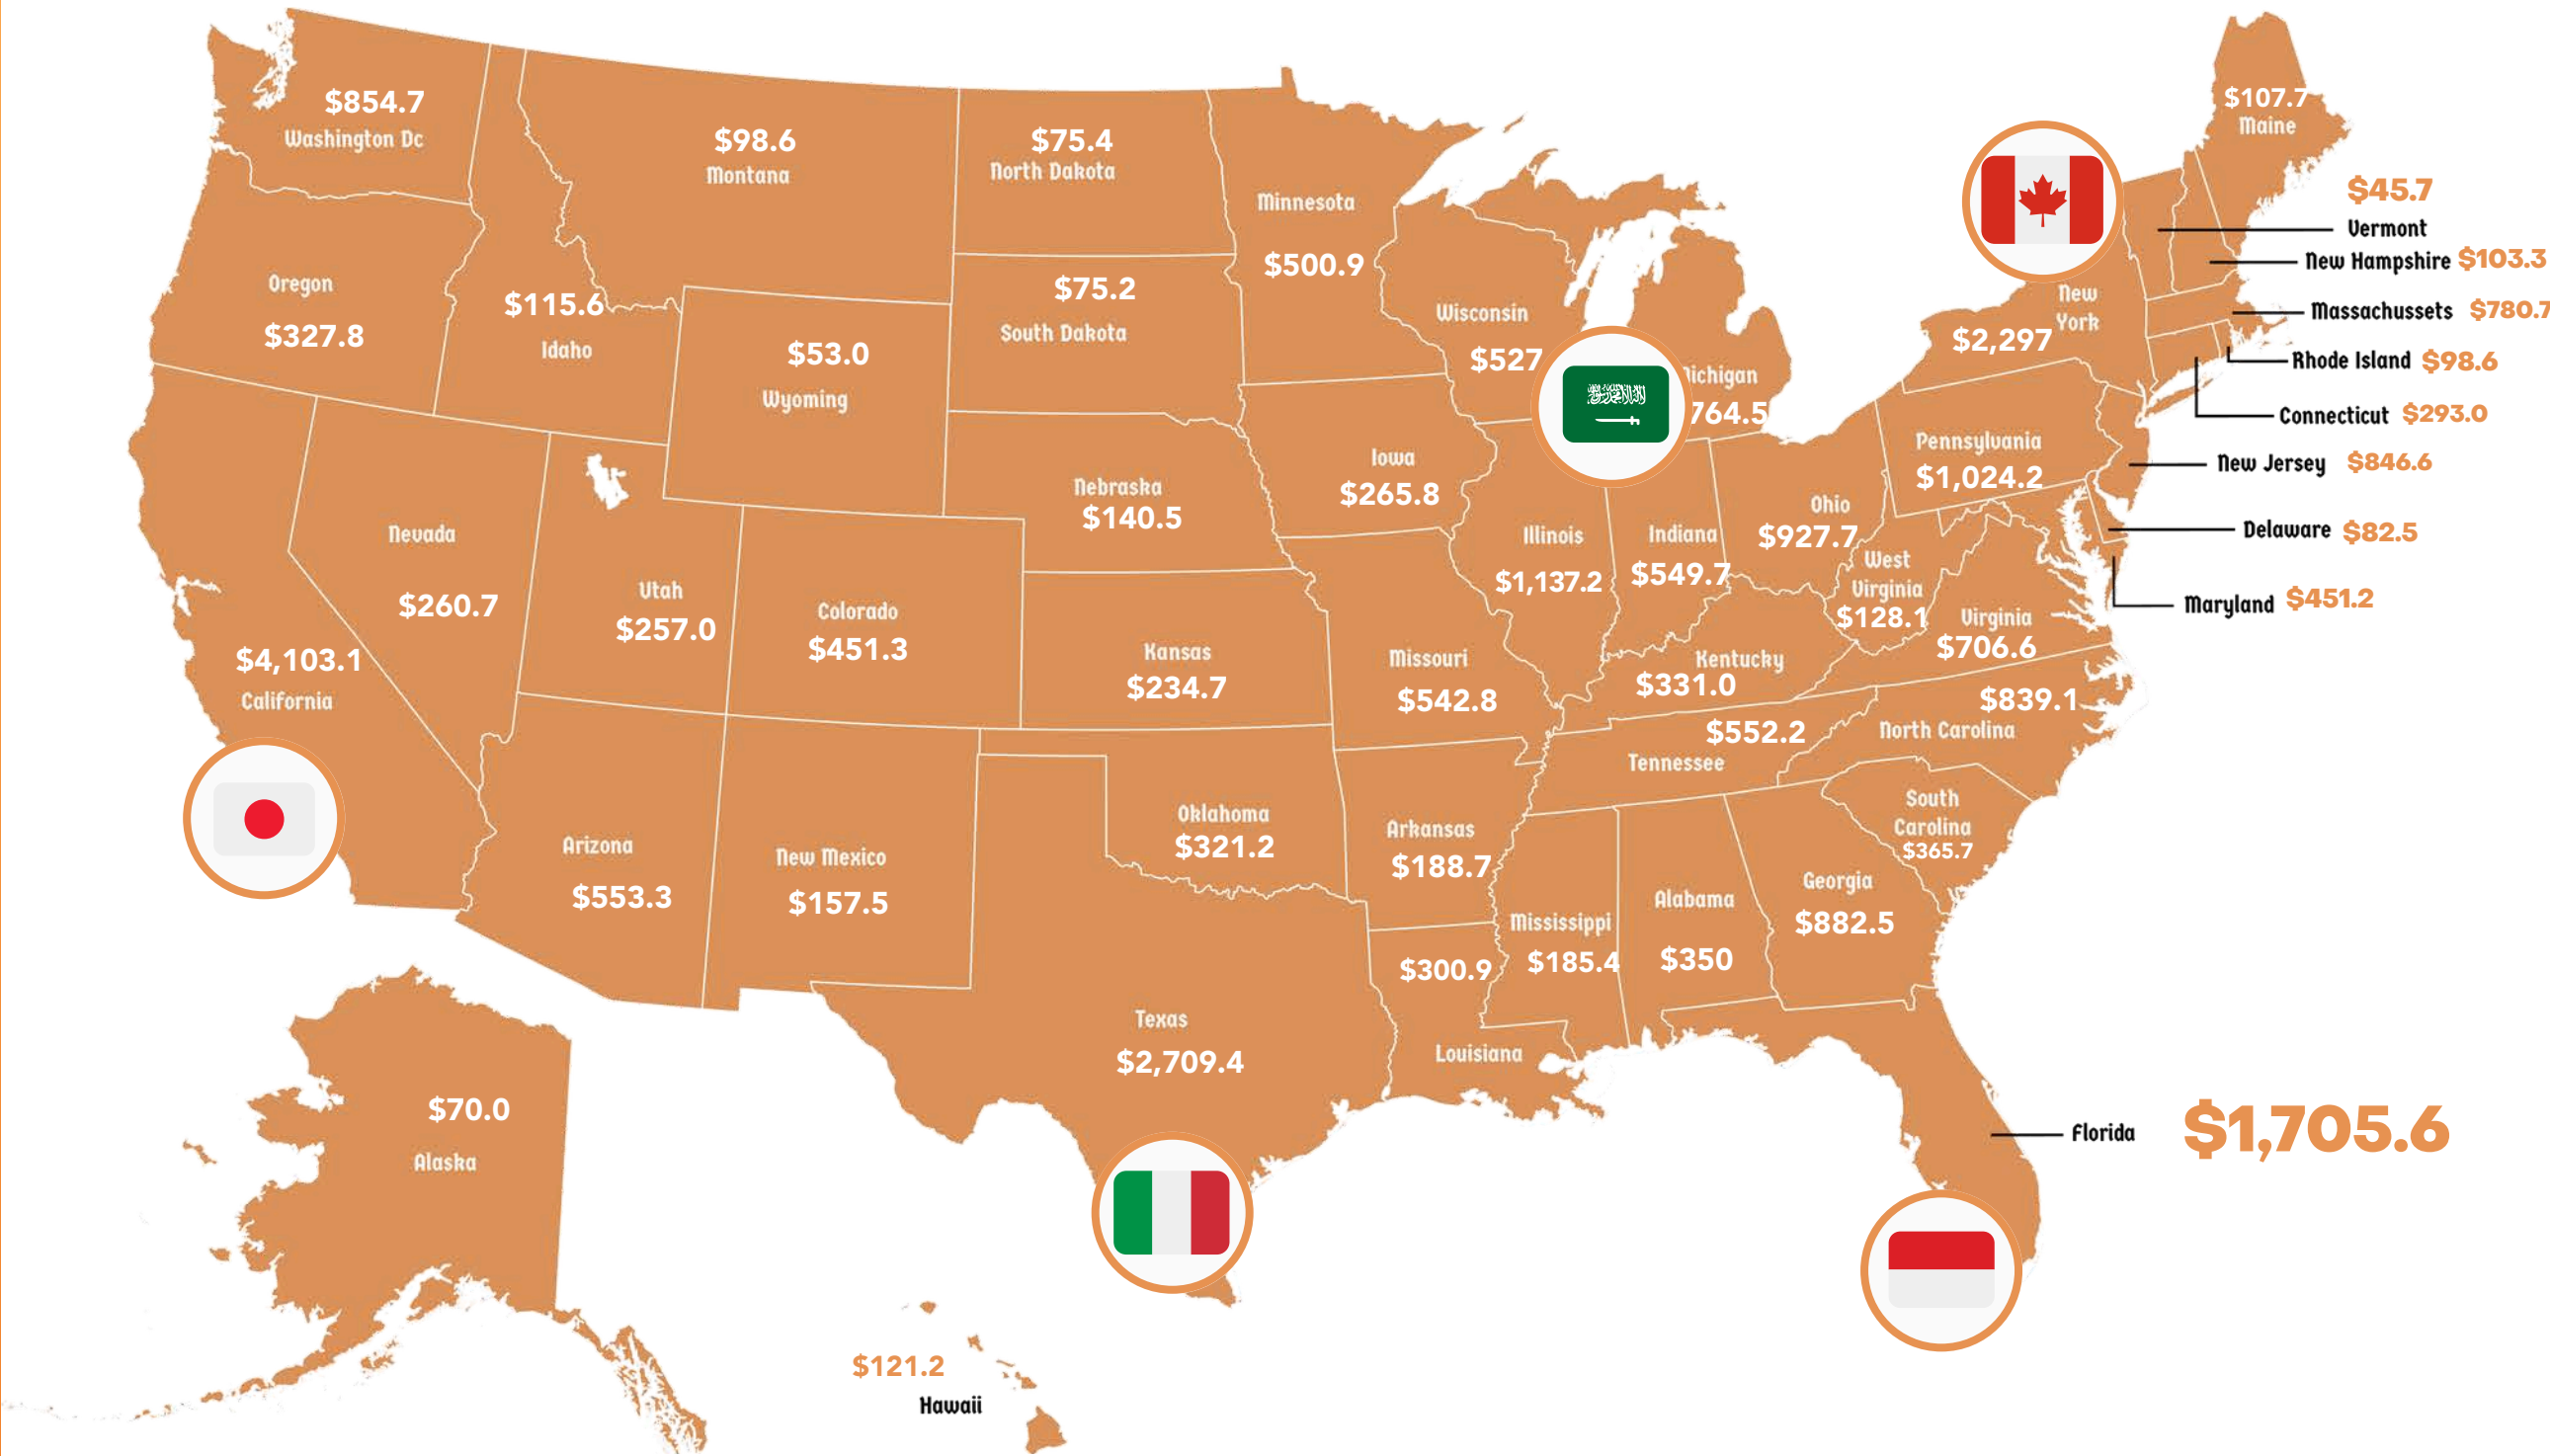 $854.7
Washington Dc
$98.6
Montana
$75.4
North Dakota
Minnesota
$500.9
$107.7
Maine
$45.7
Vermont
New Hampshire $103.3
Massachussets $780.7
Rhode Island $98.6
Connecticut $293.0
New Jersey $846.6
Delaware $82.5
Maryland $451.2
Oregon
$327.8
$115.6
Idaho
$53.0
Wyoming
$75.2
South Dakota
Wisconsin
$527
ichigan
764.5
New
York
$2,297
Pennsylvania
$1,024.2
Nebraska
$140.5
Iowa
$265.8
Illinois
$1,137.2
Indiana
$549.7
Ohio
$927.7
West
Virginia
$128.1
Virginia
$706.6
Nevada
$260.7
Utah
$257.0
Colorado
$451.3
Kansas
$234.7
Missouri
$542.8
Kentucky
$331.0
$4,103.1
California
$839.1
North Carolina
$552.2
Tennessee
South
Carolina
$365.7
Arizona
$553.3
New Mexico
$157.5
Oklahoma
$321.2
Arkansas
$188.7
Mississippi
$185.4
Alabama
$350
Georgia
$882.5
$300.9
Louisiana
Texas
$2,709.4
Florida $1,705.6
$70.0
Alaska
$121.2
Hawaii